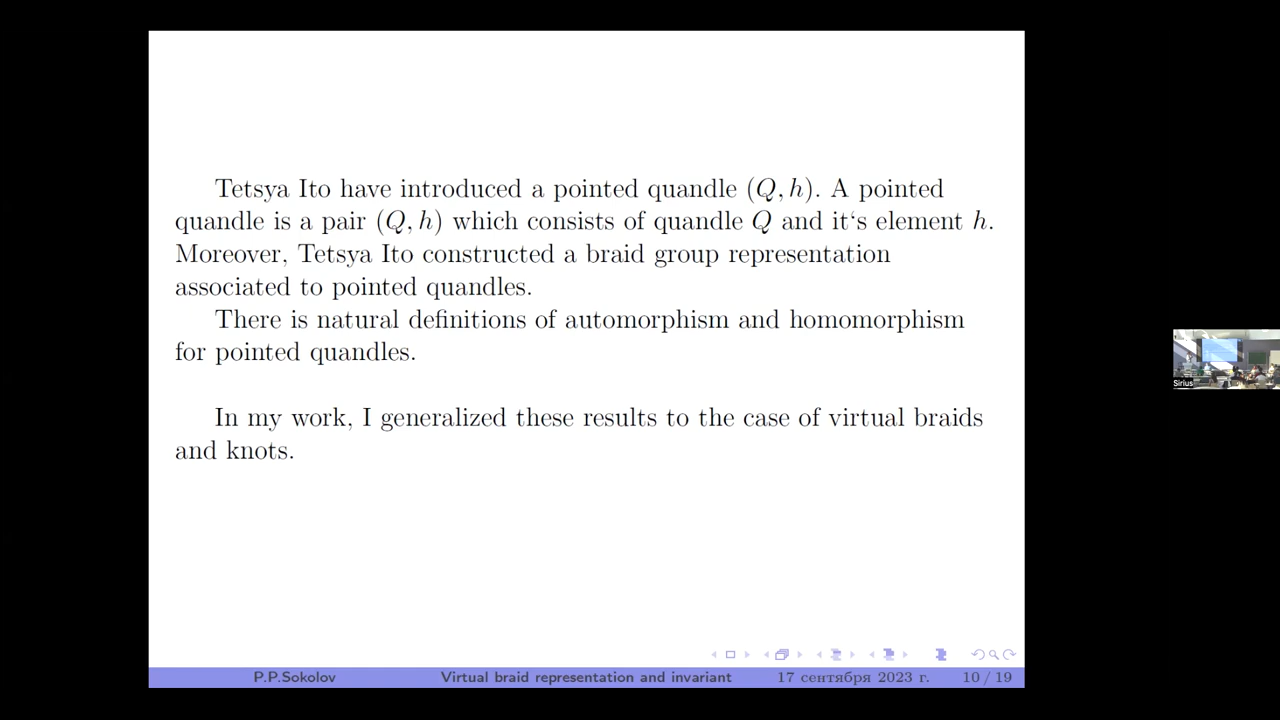 Tetsya Ito have introduced a pointed quandle (Q, h). A pointed
quandle is a pair (Q, h) which consists of quandle Q and it‘s element h.
Moreover, Tetsya Ito constructed a braid group representation
associated to pointed quandles.
There is natural definitions of automorphism and homomorphism
for pointed quandles.
In my work, I generalized these results to the case of virtual braids
and knots.
Sirius
P.P.Sokolov Virtual braid representation and invariant 17 сентября 2023 г. 10 / 19